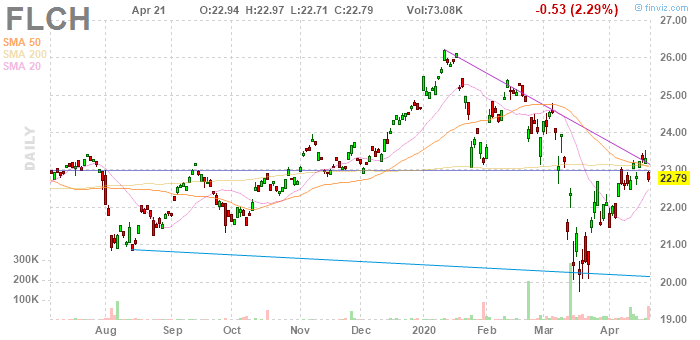 FLCH
Apr 21 O:22.94 H:22.97 L:22.71 C:22.79 Vol:73.08K -0.53 (2.29%)
© finviz.com
SMA 50
SMA 200
SMA 20
DAILY
27.00
26.00
25.00
24.00
23.00
22.79
22.00
21.00
20.00
19.00
300K
200K
100K
Aug Sep Oct Nov Dec 2020 Feb Mar Apr